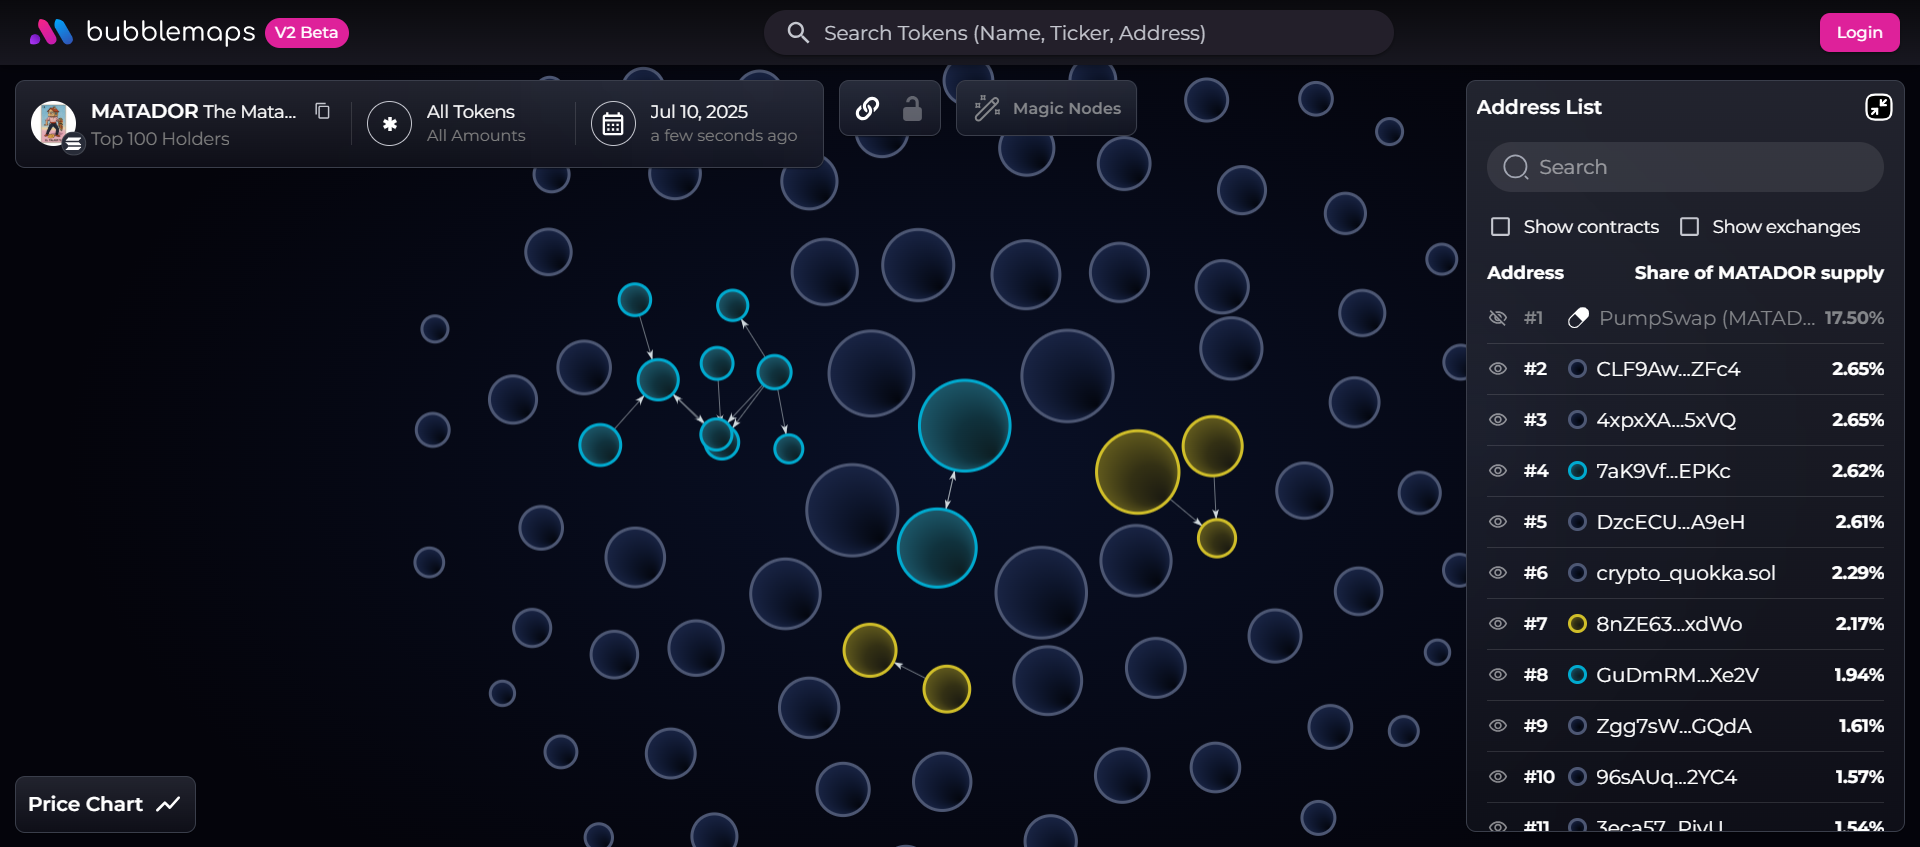 bubblemaps V2 Beta
Search Tokens (Name, Ticker, Address)
Login
MATADOR The Mata...
Top 100 Holders
All Tokens
All Amounts
Jul 10, 2025
a few seconds ago
Magic Nodes
Address List
Search
Show contracts Show exchanges
Address Share of MATADOR supply
#1 PumpSwap (MATAD... 17.50%
#2 CLF9Aw...ZFc4 2.65%
#3 4xpxXA...5xVQ 2.65%
#4 7aK9Vf...EPKc 2.62%
#5 DzcECU...A9eH 2.61%
#6 crypto_quokka.sol 2.29%
#7 8nZE63...xdWo 2.17%
#8 GuDmRM...Xe2V 1.94%
#9 Zgg7sW...GQdA 1.61%
#10 96sAUq...2YC4 1.57%
#11 1.54%
Price Chart